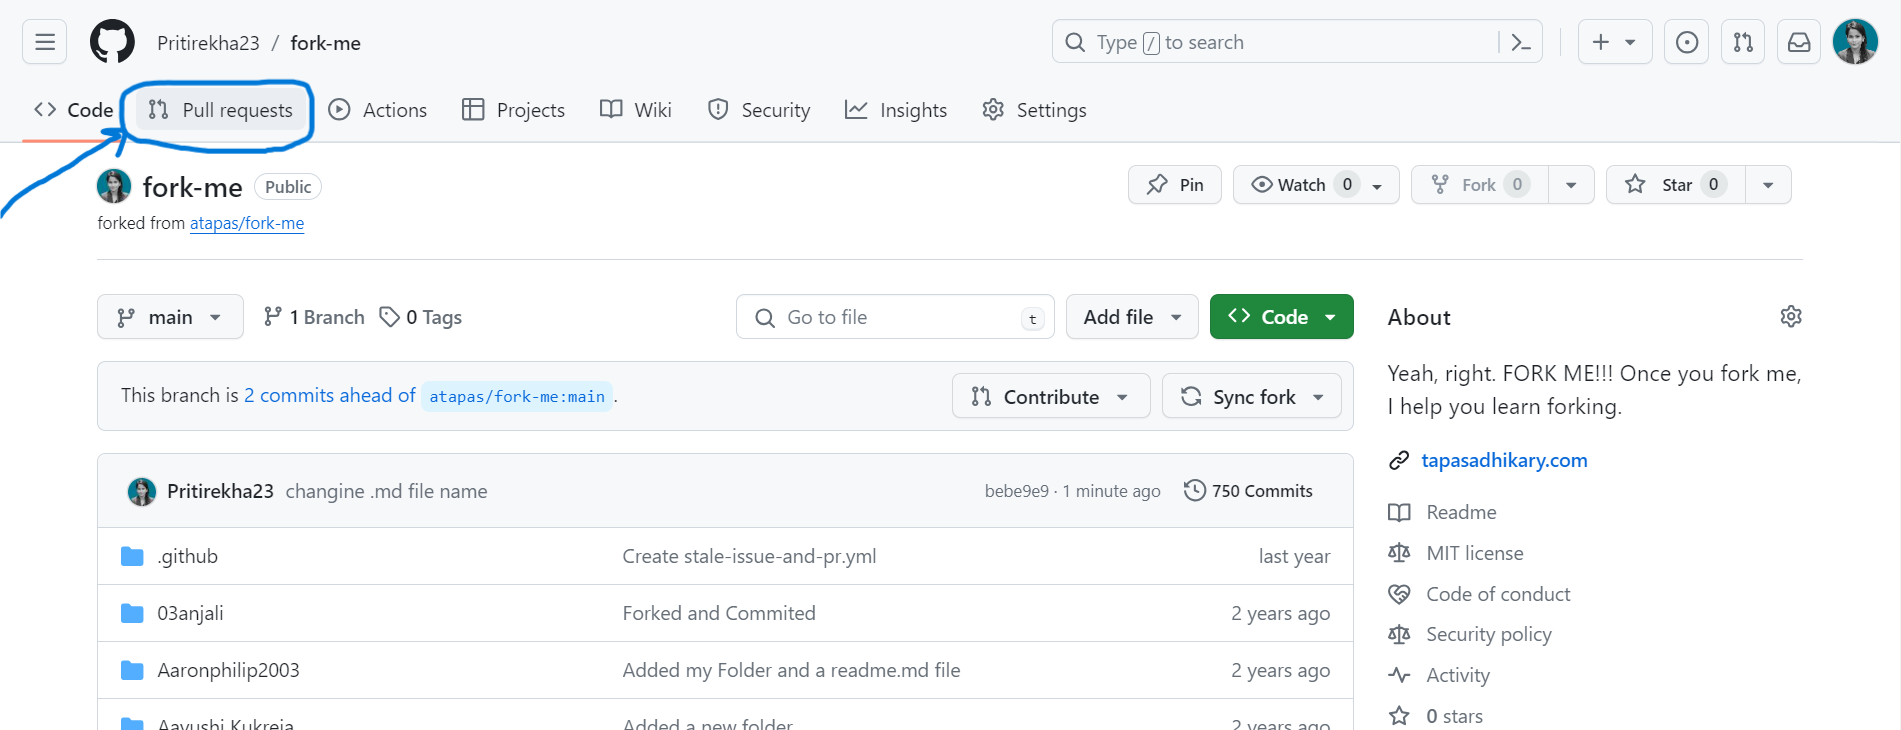 Pritirekha23 / fork-me
Type / to search
Code
Pull requests
Actions
Projects
Wiki
Security
Insights
Settings
fork-me Public
Pin
Watch 0
Fork 0
Star 0
forked from atapas/fork-me
main
1 Branch
0 Tags
Go to file t
Add file
Code
About
This branch is 2 commits ahead of atapas/fork-me:main.
Contribute
Sync fork
Yeah, right. FORK ME!!! Once you fork me,
I help you learn forking.
tapasadhikary.com
Pritirekha23 changine .md file name
bebe9e9 · 1 minute ago
750 Commits
Readme
.github Create stale-issue-and-pr.yml last year
MIT license
03anjali Forked and Commited 2 years ago
Code of conduct
Security policy
Aaronphilip2003 Added my Folder and a readme.md file 2 years ago
Activity
0 stars
Aayushi Kukreja Added a new folder 2 years ago